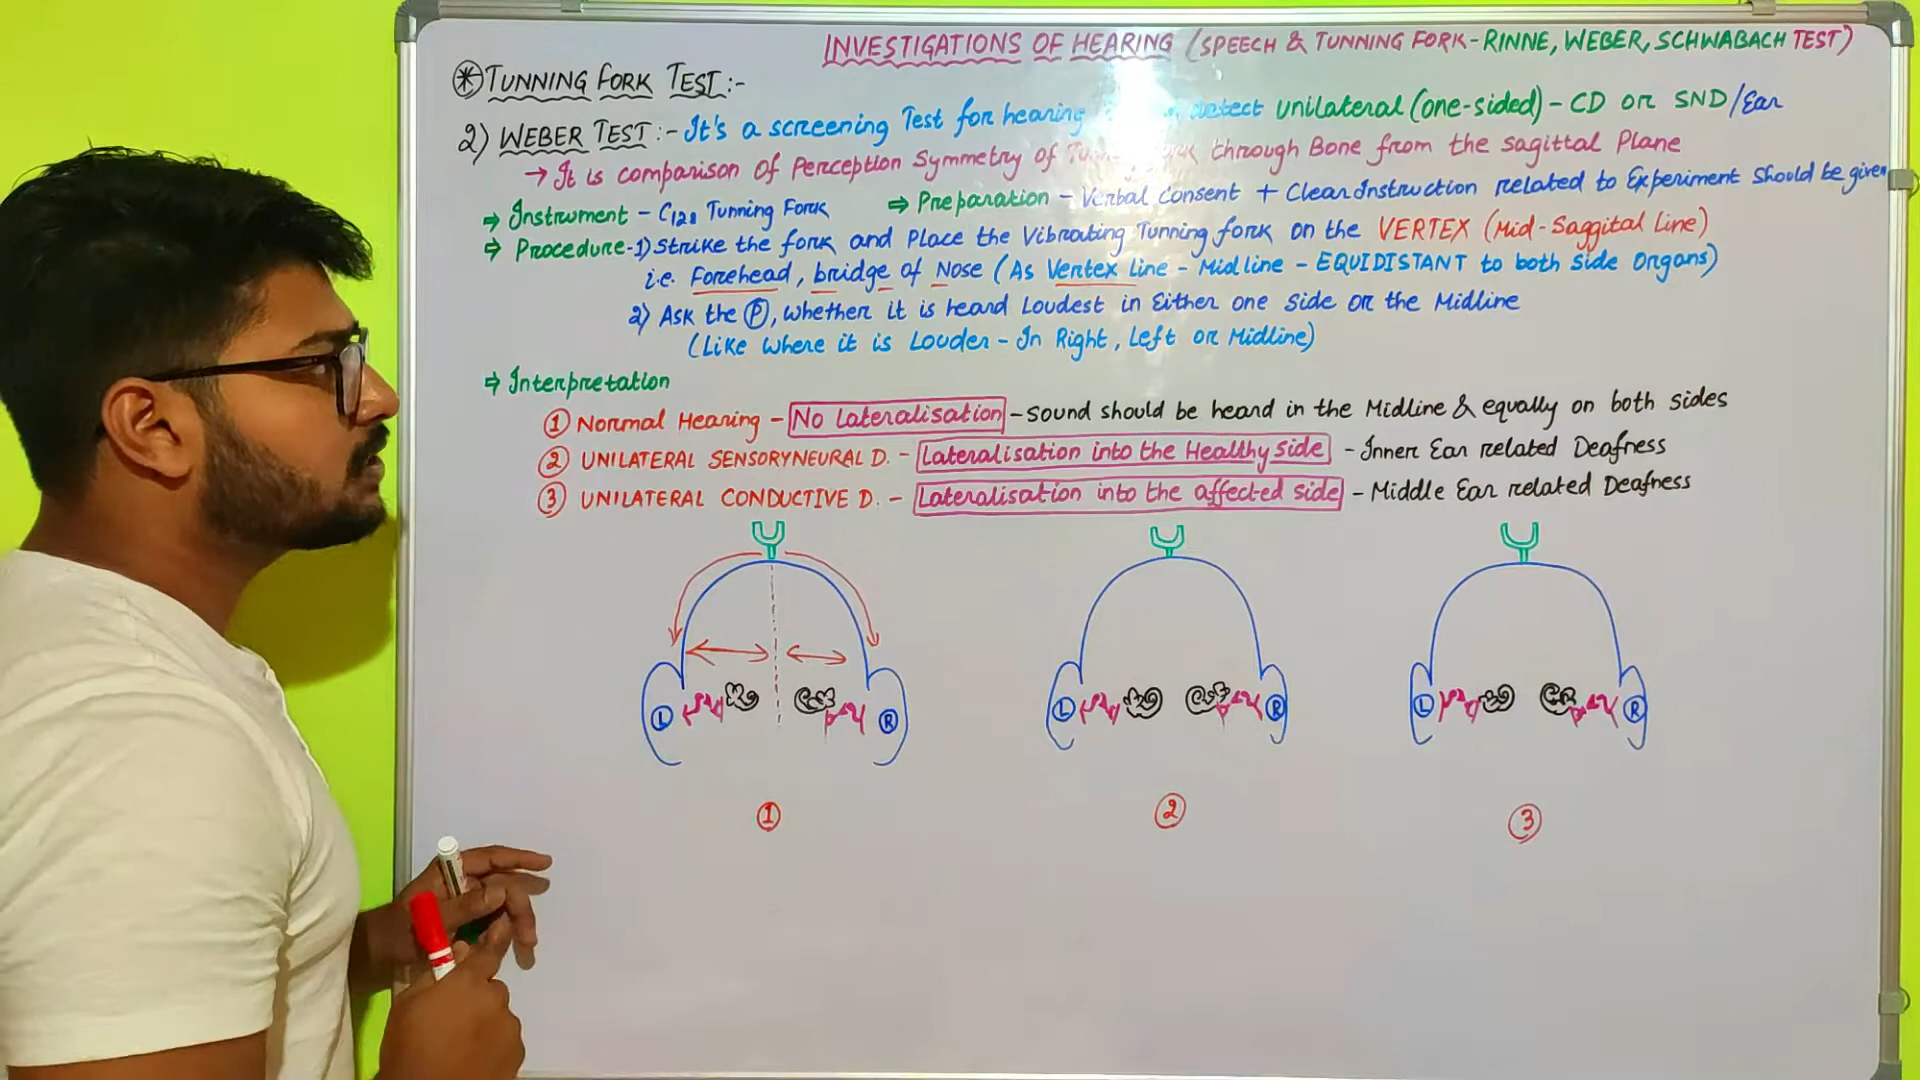 INVESTIGATIONS OF HEARING (SPEECH & TUNNING FORK - RINNE, WEBER, SCHWABACH TEST)
* TUNNING FORK TEST:-
2) WEBER TEST:- It's a screening Test for hearing detect unilateral (one-sided) - CD or SND/Ear
→ It is comparison of Perception Symmetry of through Bone from the sagittal Plane
⇒ Instrument - C128 Tunning Fork ⇒ Preparation - Verbal Consent + Clear Instruction related to Experiment should be given
⇒ Procedure - 1) Strike the fork and Place the Vibrating Tunning fork on the VERTEX (Mid-Saggital Line)
i.e. Forehead, bridge of Nose (As Vertex line - Midline - EQUIDISTANT to both side Organs)
2) Ask the Ⓟ, whether it is heard Loudest in Either one side or the Midline
(Like where it is Louder - In Right, Left or Midline)
⇒ Interpretation
① Normal Hearing - No Lateralisation - Sound should be heard in the Midline & equally on both sides
② UNILATERAL SENSORYNEURAL D. - Lateralisation into the Healthy side - Inner Ear related Deafness
③ UNILATERAL CONDUCTIVE D. - Lateralisation into the affected side - Middle Ear related Deafness
L R L R L R
① ② ③